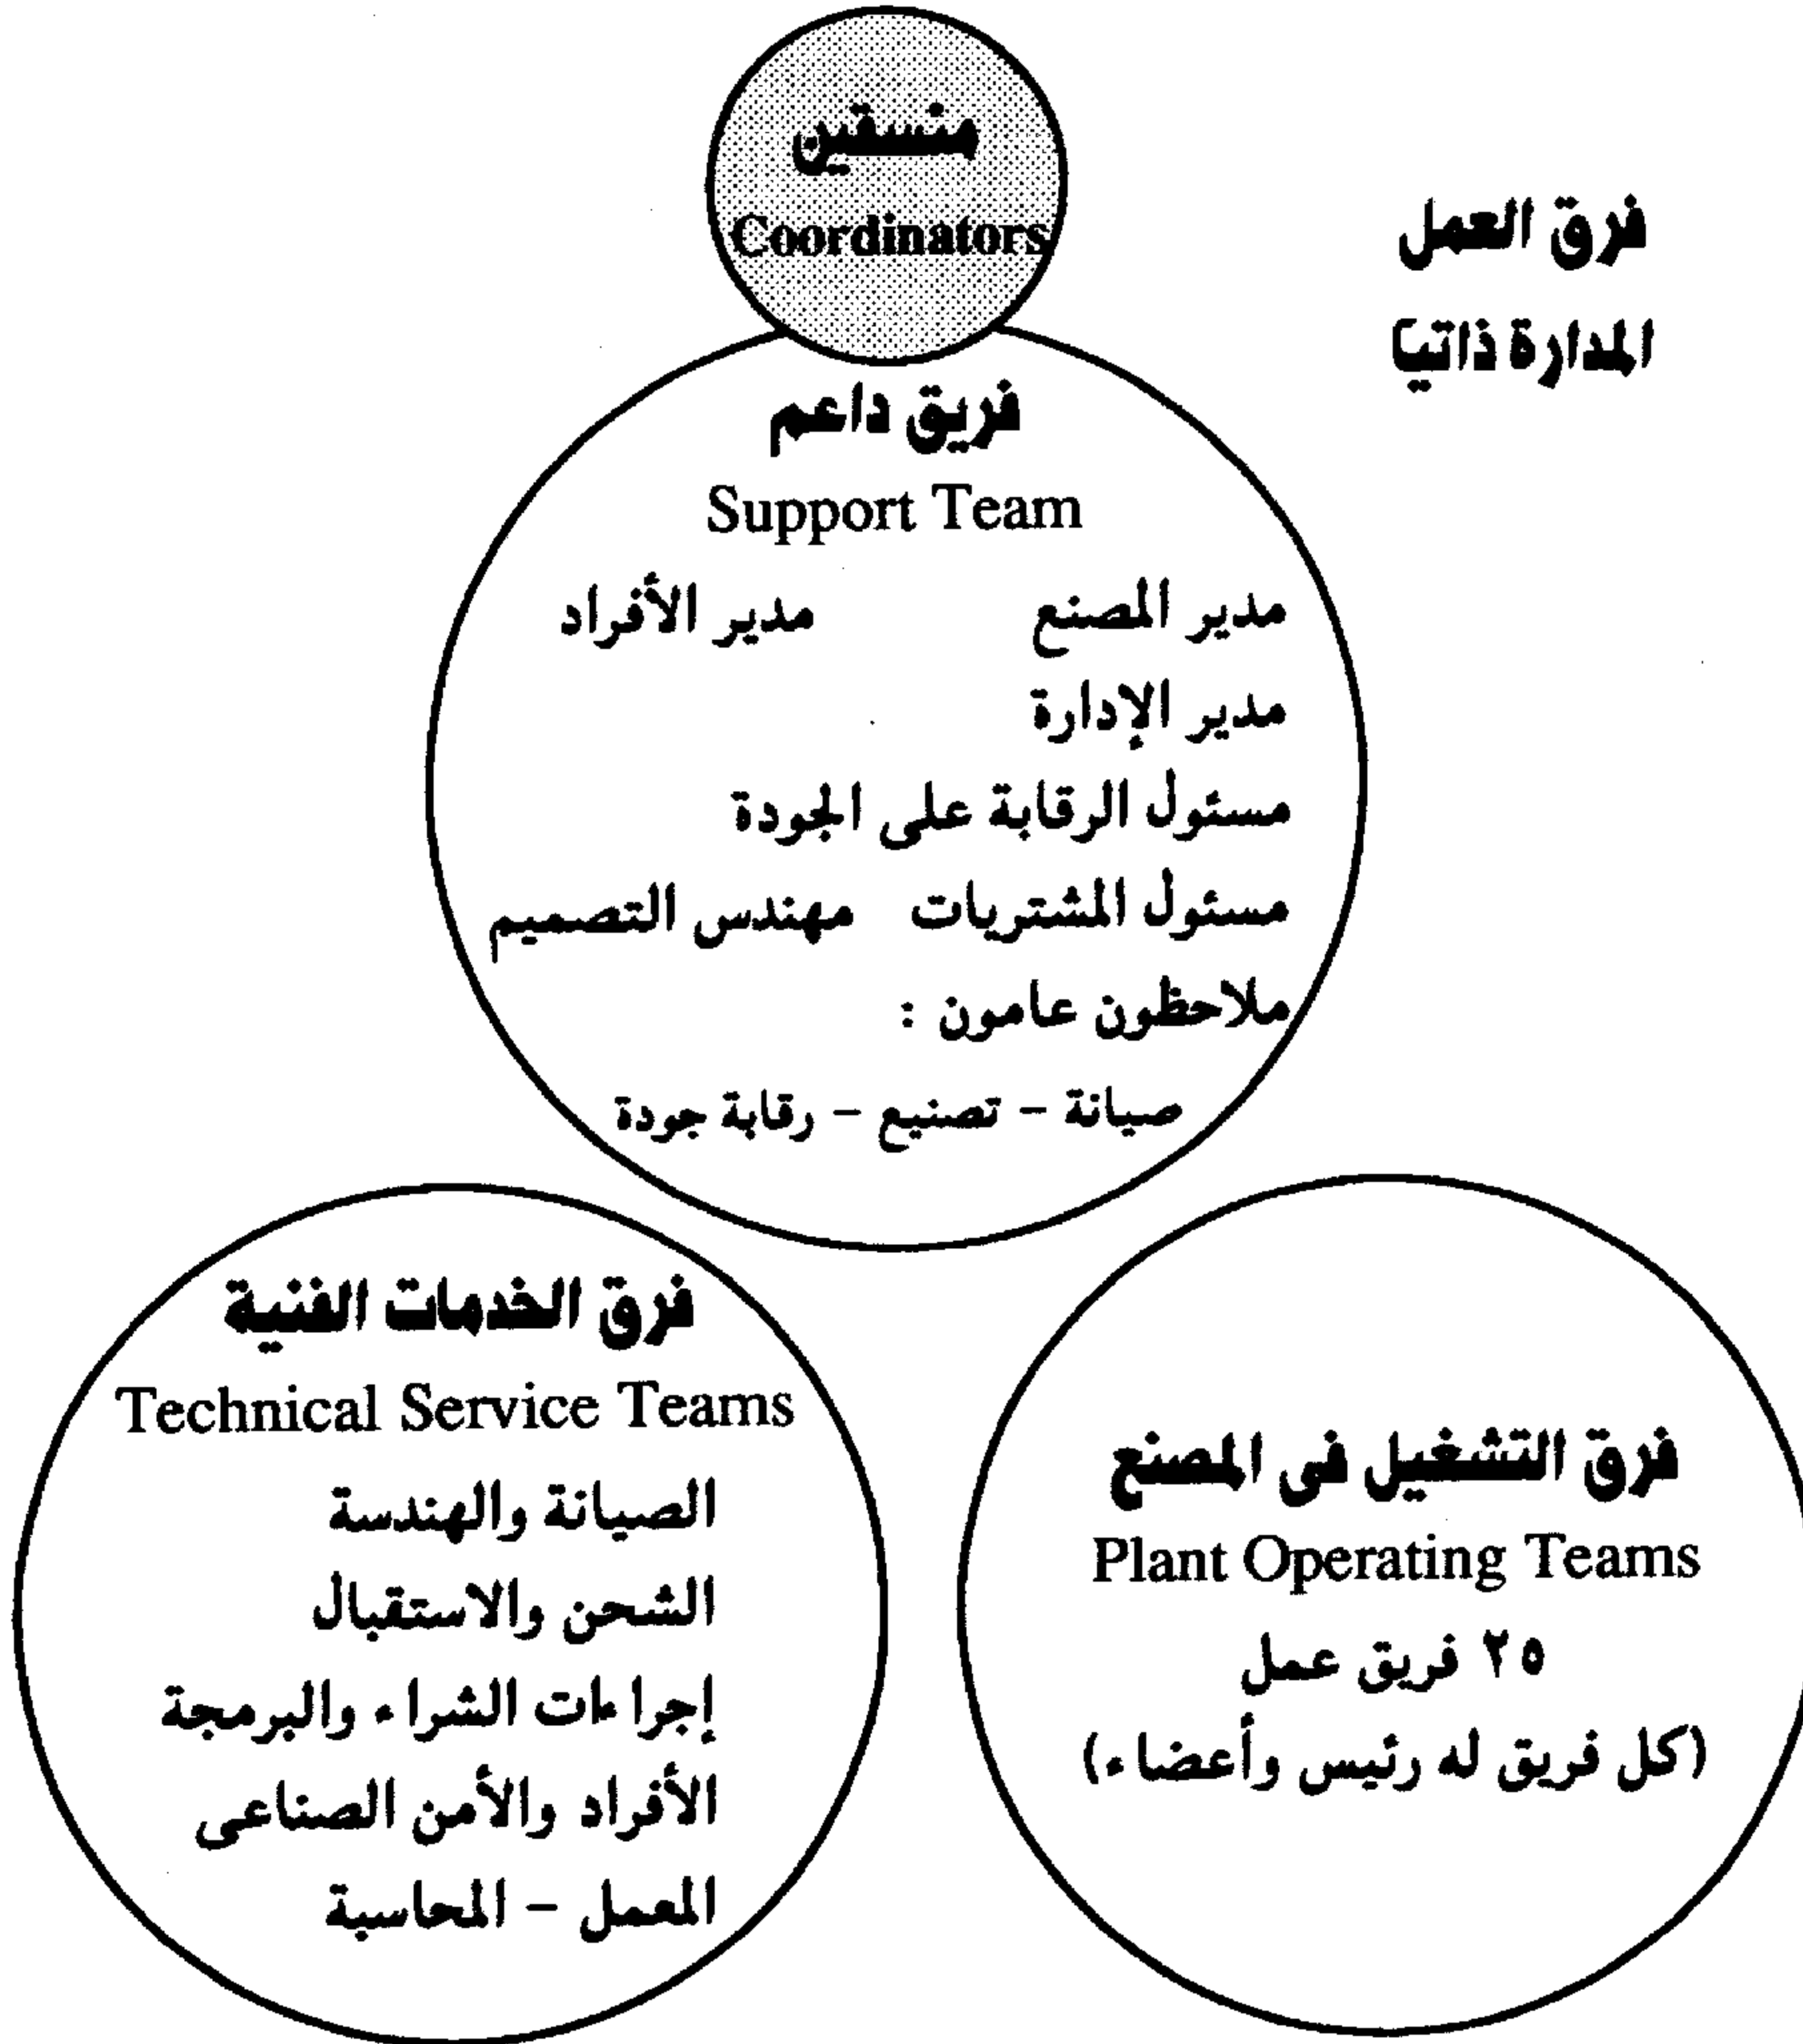 منسقين
Coordinators
فرق العمل
المدارة ذاتيا
فريق داعم
Support Team
مدير المصنع مدير الأفراد
مدير الإدارة
مسئول الرقابة على الجودة
مسئول المشتريات مهندس التصميم
ملاحظون عامون :
صيانة – تصنيع – رقابة جودة
فرق الخدمات الفنية
Technical Service Teams
الصيانة والهندسة
الشحن والاستقبال
إجراءات الشراء والبرمجة
الأفراد والأمن الصناعى
المعمل – المحاسبة
فرق التشغيل فى المصنع
Plant Operating Teams
٢٥ فريق عمل
(كل فريق له رئيس وأعضاء)